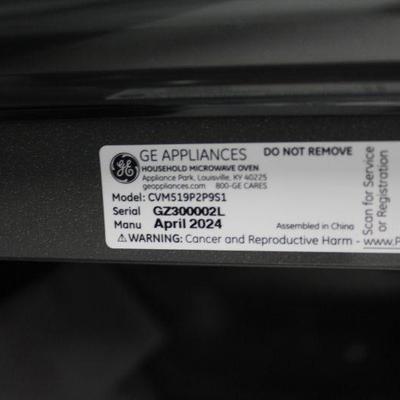 GE APPLIANCES DO NOT REMOVE
HOUSEHOLD MICROWAVE OVEN
Appliance Park, Louisville, KY 40225
geappliances.com 800-GE CARES
Model: CVM519P2P9S1
Serial GZ300002L
Manu April 2024 Assembled in China
⚠WARNING: Cancer and Reproductive Harm - www.P
Scan for Service
or Registration